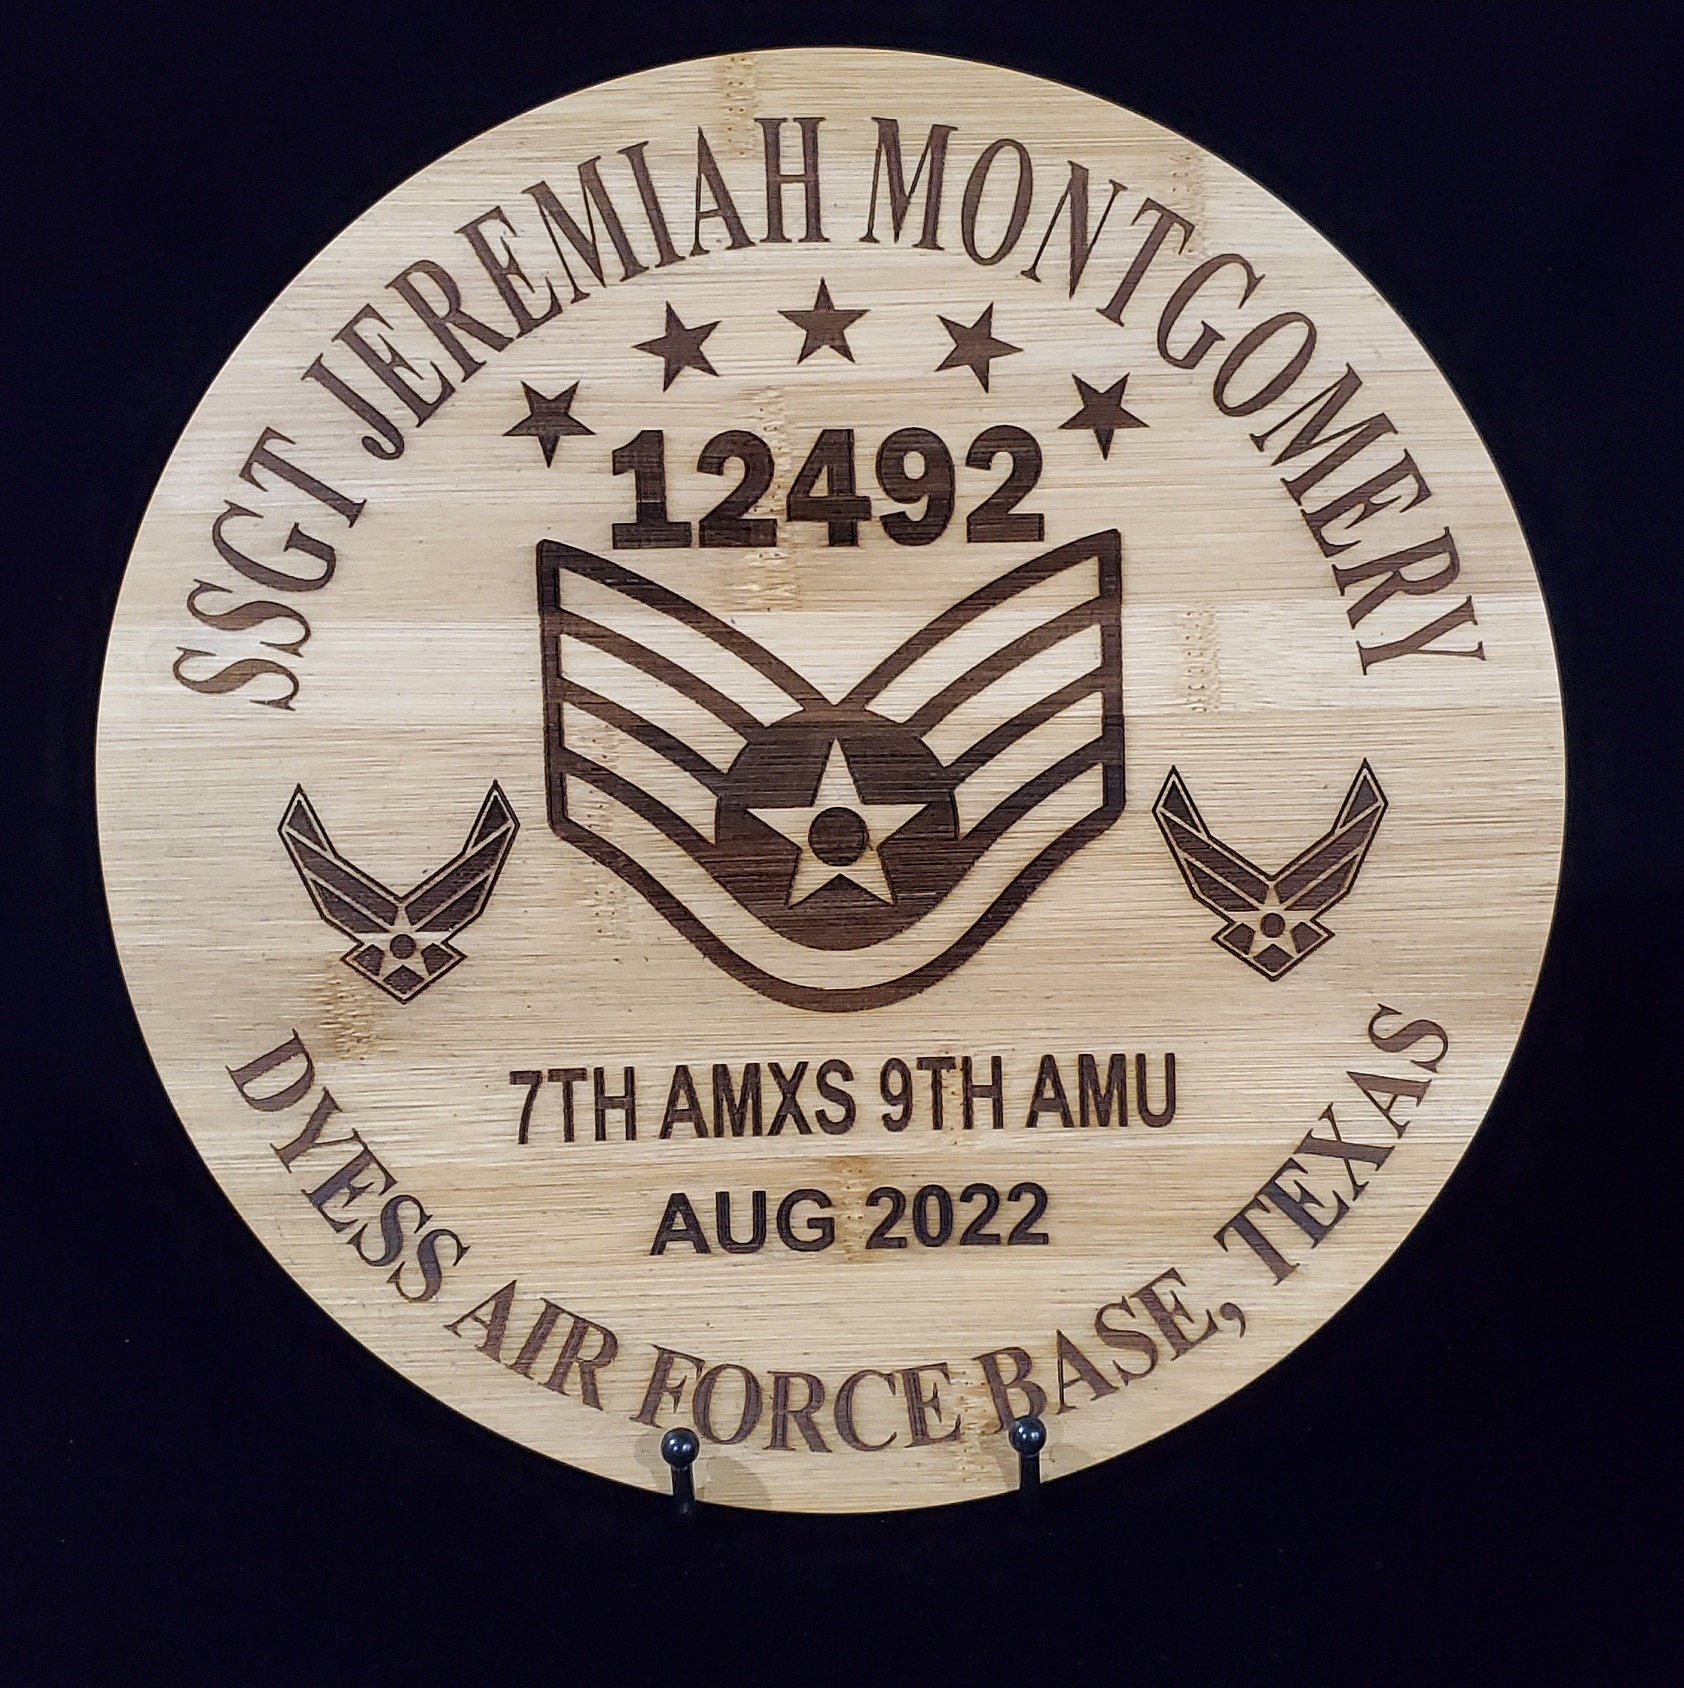 SSGT JEREMIAH MONTGOMERY
12492
7TH AMXS 9TH AMU
AUG 2022
DYESS AIR FORCE BASE, TEXAS